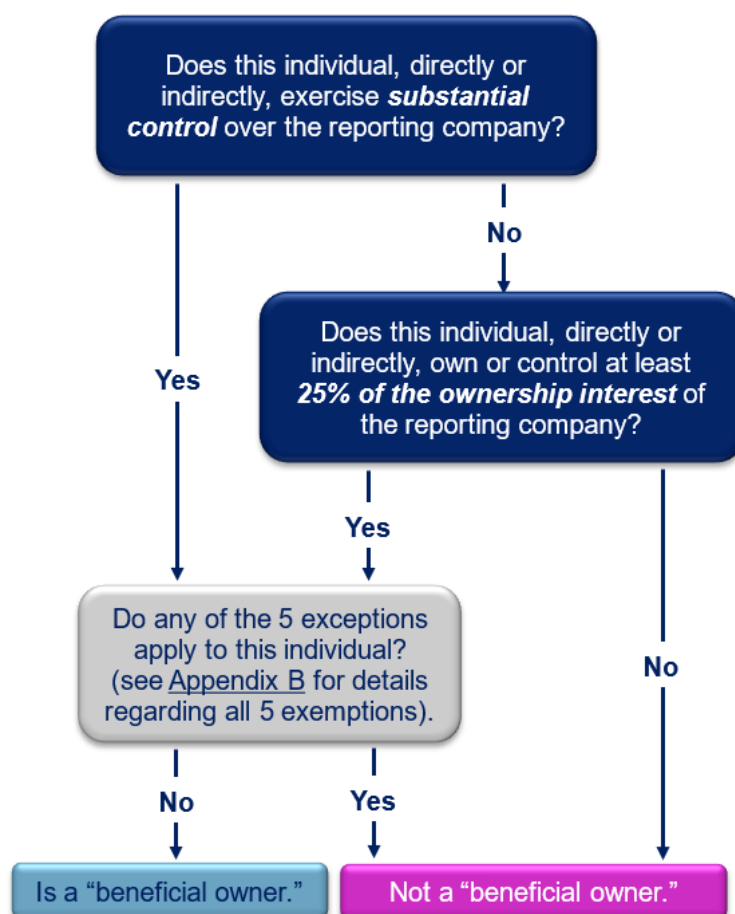 Does this individual, directly or
indirectly, exercise substantial
control over the reporting company?
No
Does this individual, directly or
indirectly, own or control at least
25% of the ownership interest of
the reporting company?
Yes
Yes
Do any of the 5 exceptions
apply to this individual?
(see Appendix B for details
regarding all 5 exemptions).
No
No
Yes
Is a “beneficial owner.”
Not a “beneficial owner.”